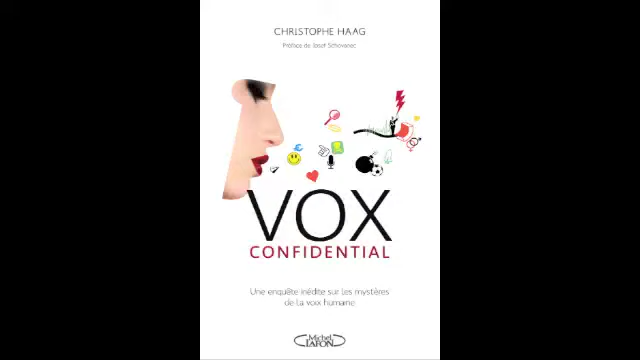 CHRISTOPHE HAAG
Préface de Josef Schovanec
VOX
CONFIDENTIAL
Une enquête inédite sur les mystères
de la voix humaine
Michel
LAFON